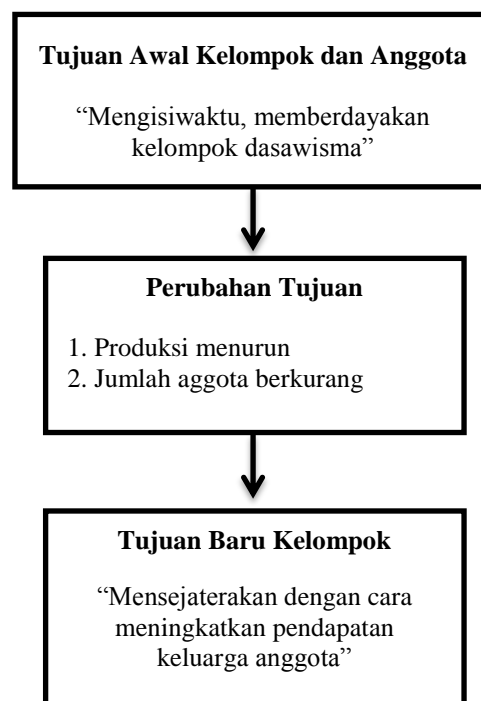 Tujuan Awal Kelompok dan Anggota
“Mengisiwaktu, memberdayakan
kelompok dasawisma”
Perubahan Tujuan
1. Produksi menurun
2. Jumlah aggota berkurang
Tujuan Baru Kelompok
“Mensejaterakan dengan cara
meningkatkan pendapatan
keluarga anggota”